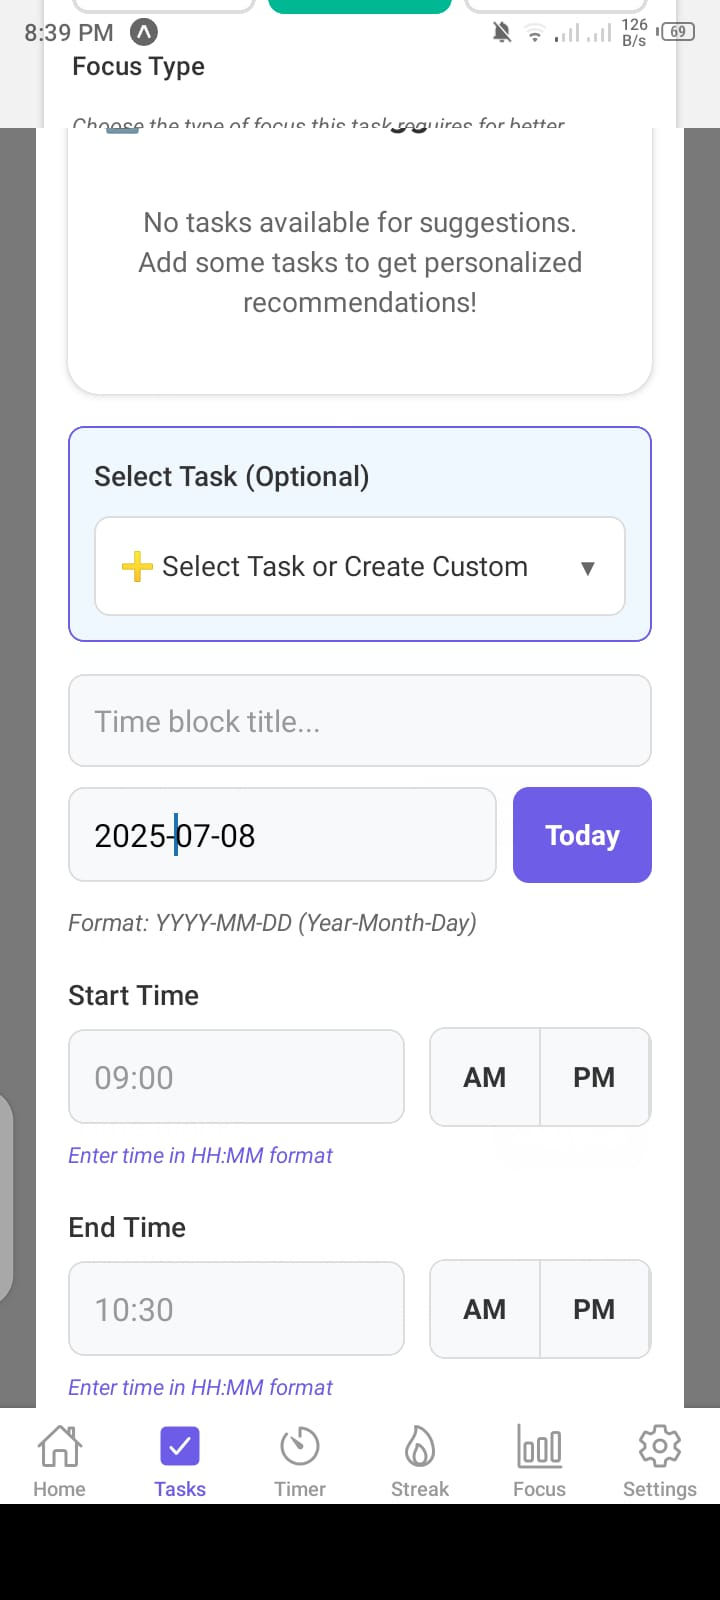 8:39 PM
126
B/s
69
Focus Type
Choose the type of focus this task requires for better
No tasks available for suggestions.
Add some tasks to get personalized
recommendations!
Select Task (Optional)
➕ Select Task or Create Custom ▼
Time block title...
2025-07-08
Today
Format: YYYY-MM-DD (Year-Month-Day)
Start Time
09:00
AM
PM
Enter time in HH:MM format
End Time
10:30
AM
PM
Enter time in HH:MM format
Home
Tasks
Timer
Streak
Focus
Settings